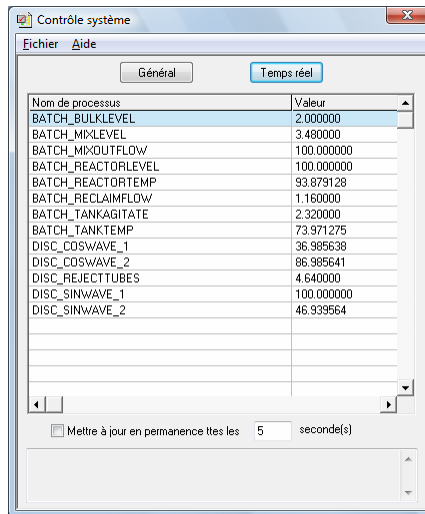 Contrôle système
Fichier Aide
Général Temps réel
Nom de processus Valeur
BATCH_BULKLEVEL 2.000000
BATCH_MIXLEVEL 3.480000
BATCH_MIXOUTFLOW 100.000000
BATCH_REACTORLEVEL 100.000000
BATCH_REACTORTEMP 93.879128
BATCH_RECLAIMFLOW 1.160000
BATCH_TANKAGITATE 2.320000
BATCH_TANKTEMP 73.971275
DISC_COSWAVE_1 36.985638
DISC_COSWAVE_2 86.985641
DISC_REJECTTUBES 4.640000
DISC_SINWAVE_1 100.000000
DISC_SINWAVE_2 46.939564
Mettre à jour en permanence ttes les 5 seconde(s)